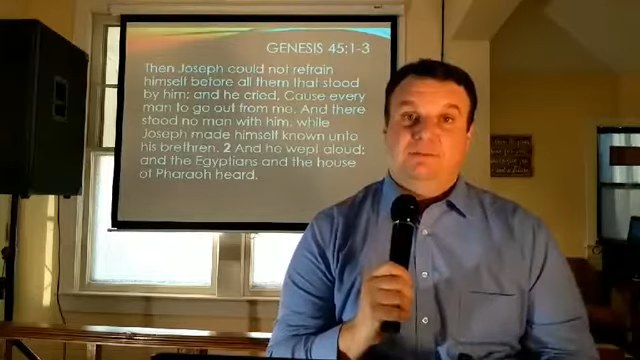 GENESIS 45:1-3
Then Joseph could not refrain
himself before all them that stood
by him; and he cried, Cause every
man to go out from me. And there
stood no man with him, while
Joseph made himself known unto
his brethren. 2 And he wept aloud:
and the Egyptians and the house
of Pharaoh heard.